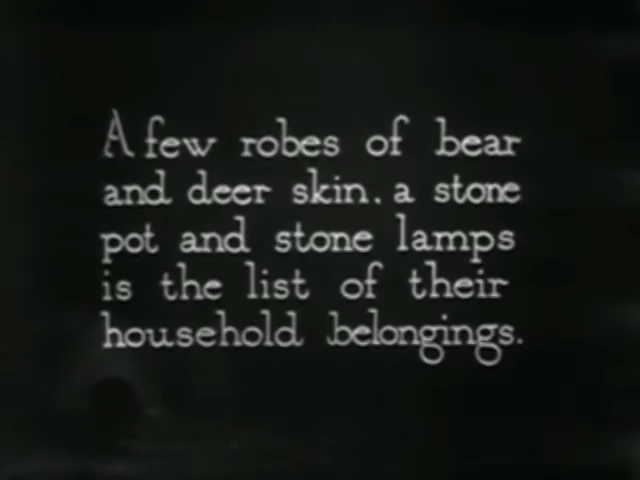 A few robes of bear
and deer skin. a stone
pot and stone lamps
is the list of their
household belongings.